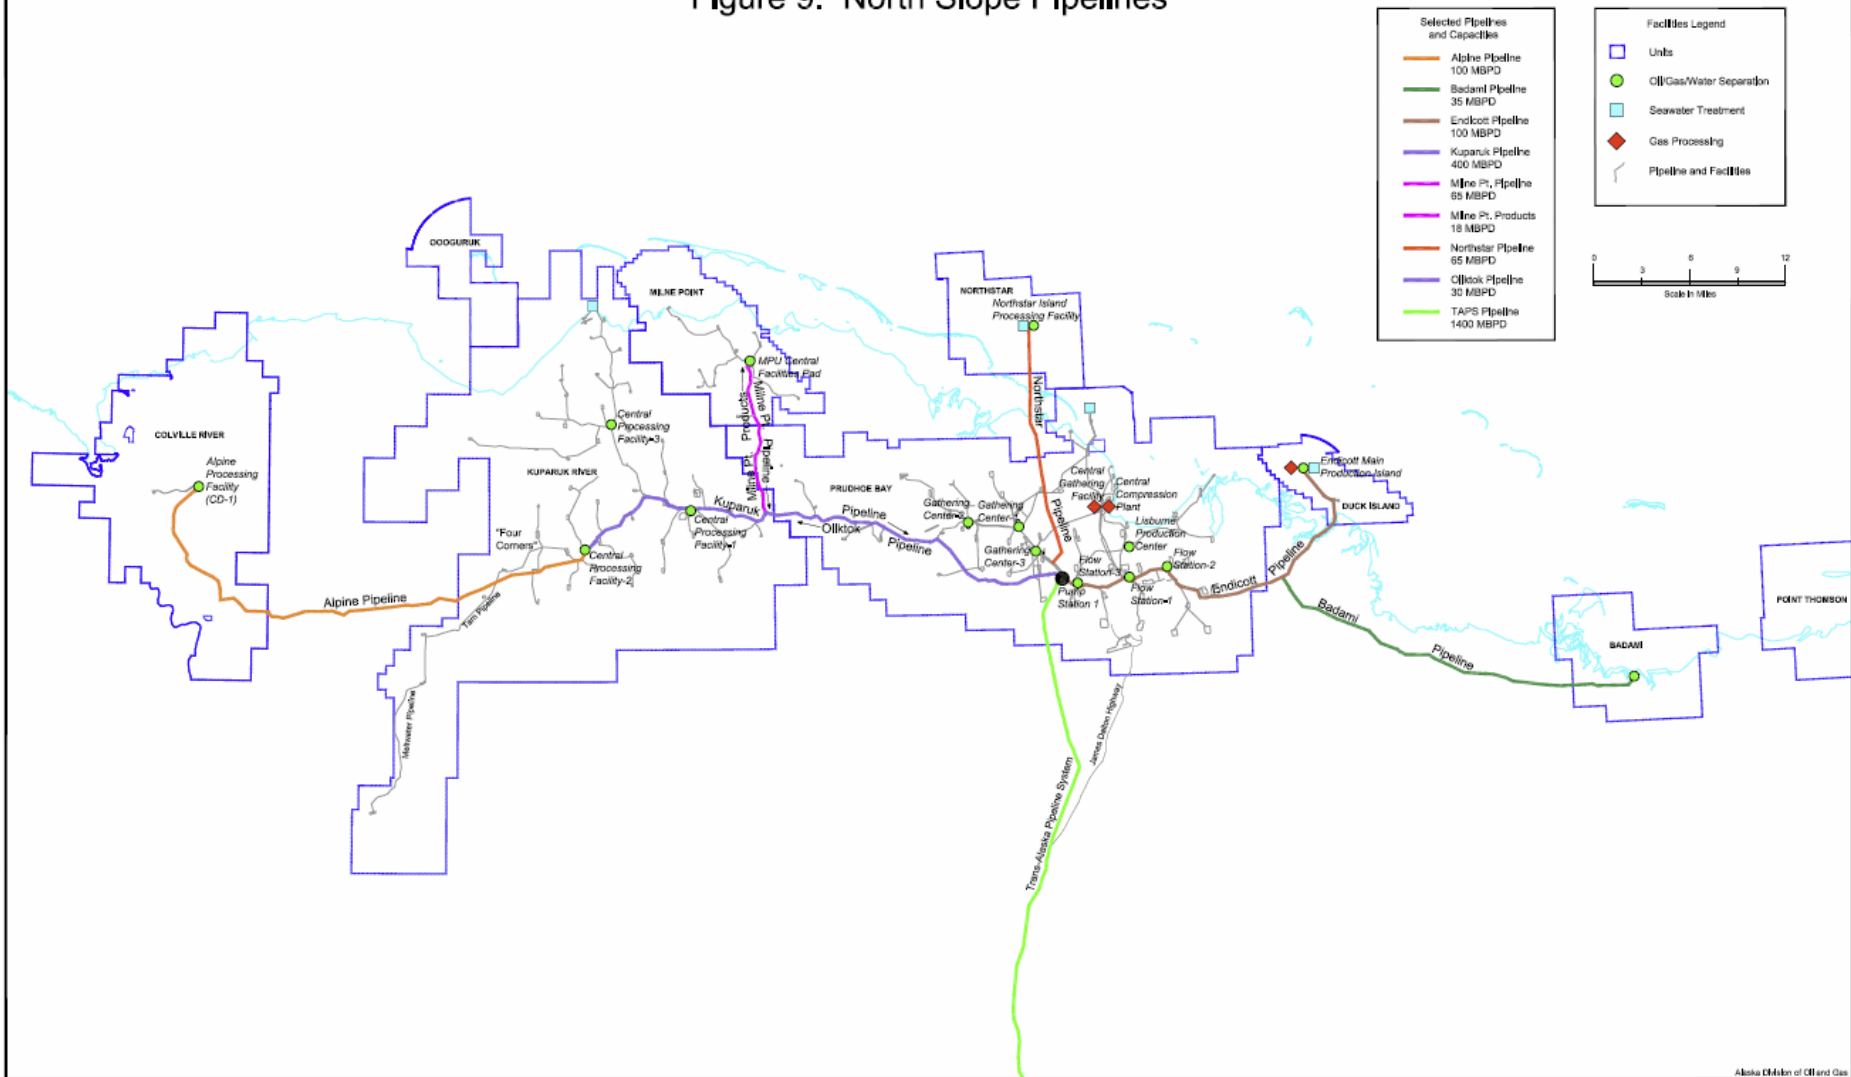 Figure 9. North Slope Pipelines
Selected Pipelines
and Capacities
Alpine Pipeline
100 MBPD
Badami Pipeline
35 MBPD
Endicott Pipeline
100 MBPD
Kuparuk Pipeline
400 MBPD
Milne Pt. Pipeline
65 MBPD
Milne Pt. Products
18 MBPD
Northstar Pipeline
65 MBPD
Oliktok Pipeline
30 MBPD
TAPS Pipeline
1400 MBPD
Facilities Legend
Units
Oil/Gas/Water Separation
Seawater Treatment
Gas Processing
Pipeline and Facilities
0 3 6 9 12
Scale in Miles
OOOGURUK
MILNE POINT
NORTHSTAR
Northstar Island
Processing Facility
MPU Central
Facilities Pad
Products
Milne Pt.
Milne Pt.
Pipeline
Northstar
Pipeline
COLVILLE RIVER
Alpine
Processing
Facility
(CD-1)
Central
Processing
Facility-3
KUPARUK RIVER
PRUDHOE BAY
Central
Gathering
Facility
Central
Compression
Plant
Endicott Main
Production Island
DUCK ISLAND
"Four
Corners"
Kuparuk
Pipeline
Oliktok
Pipeline
Central
Processing
Facility-1
Central
Processing
Facility-2
Gathering
Gathering
Gathering
Center-3
Lisburne
Production
Center
Flow
Station-3
Flow
Station-2
Flow
Station-1
Pump
Station 1
Endicott
Pipeline
Badami
Pipeline
BADAMI
POINT THOMSON
Alpine Pipeline
Tarn Pipeline
Meltwater Pipeline
James Dalton Highway
Trans-Alaska Pipeline System
Alaska Division of Oil and Gas